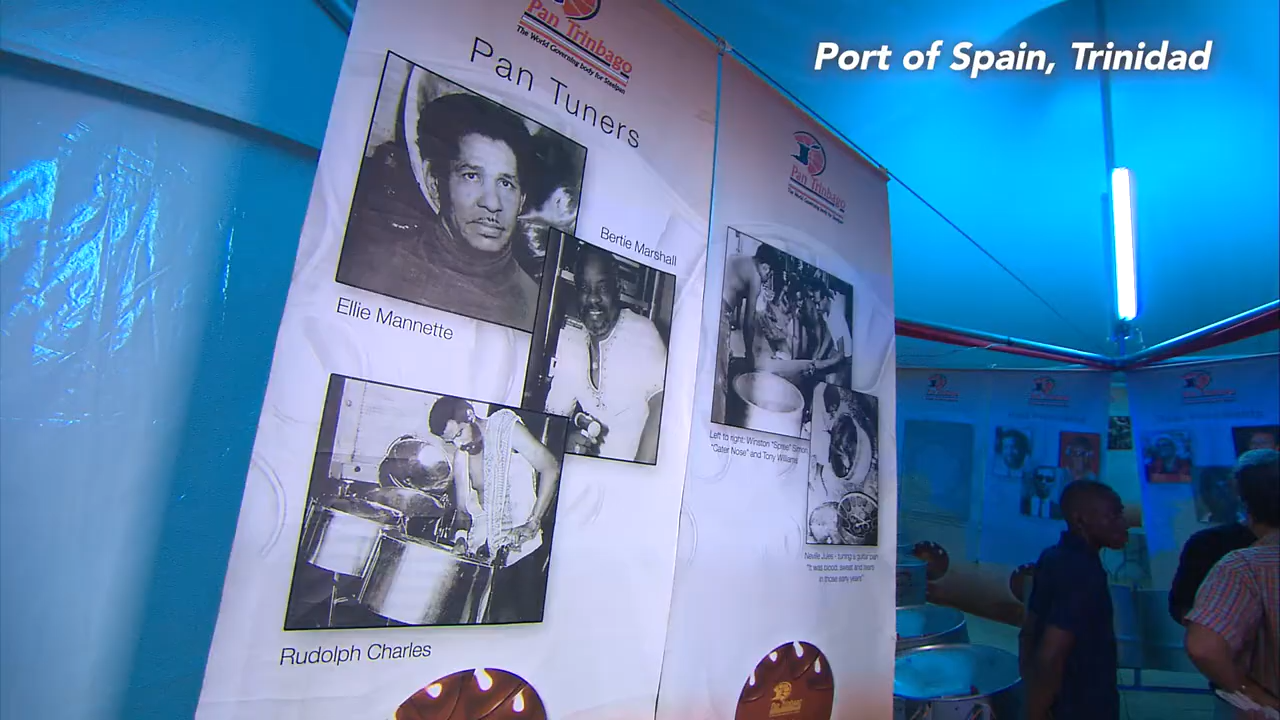 Port of Spain, Trinidad
Pan Trinbago
The World Governing body for Steelpan
Pan Tuners
Ellie Mannette
Bertie Marshall
Rudolph Charles
Pan Trinbago
The World Governing body for Steelpan
Left to right: Winston "Spree" Simon,
"Gater Nose" and Tony Williams
Neville Jules - tuning a guitar pan
"It was blood, sweat and tears
in those early years"